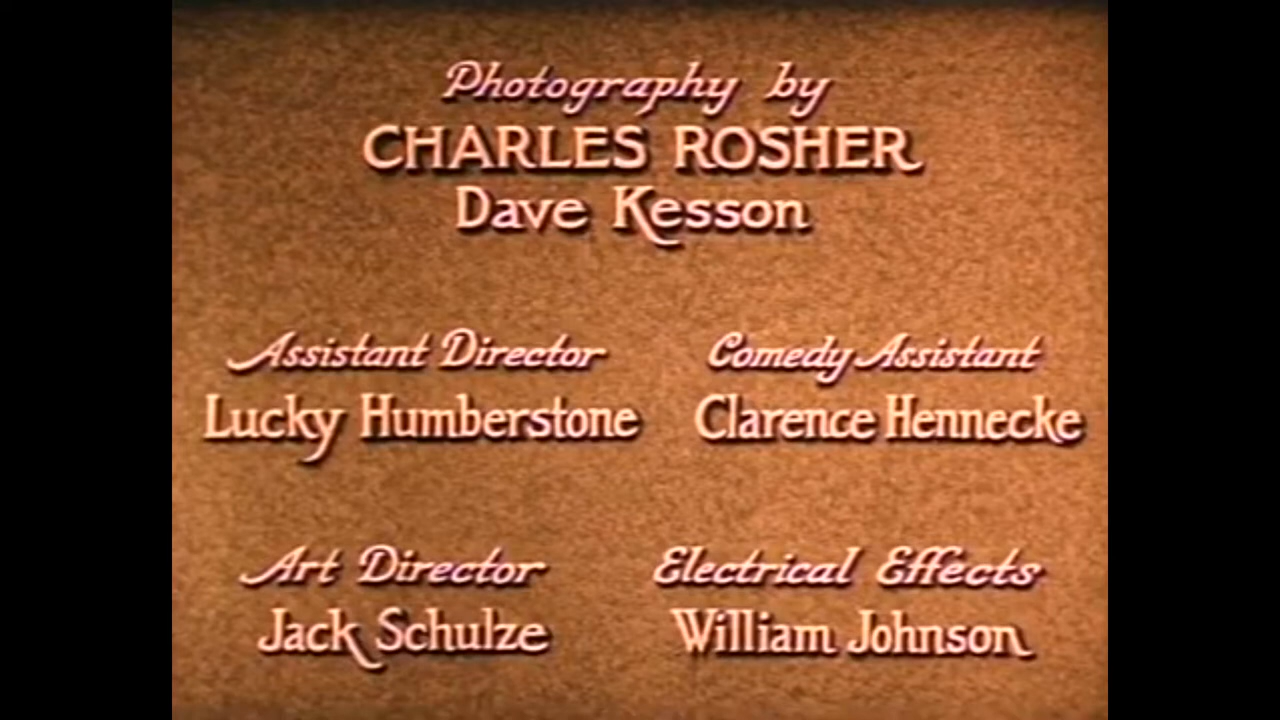 Photography by
CHARLES ROSHER
Dave Kesson
Assistant Director
Lucky Humberstone
Comedy Assistant
Clarence Hennecke
Art Director
Jack Schulze
Electrical Effects
William Johnson